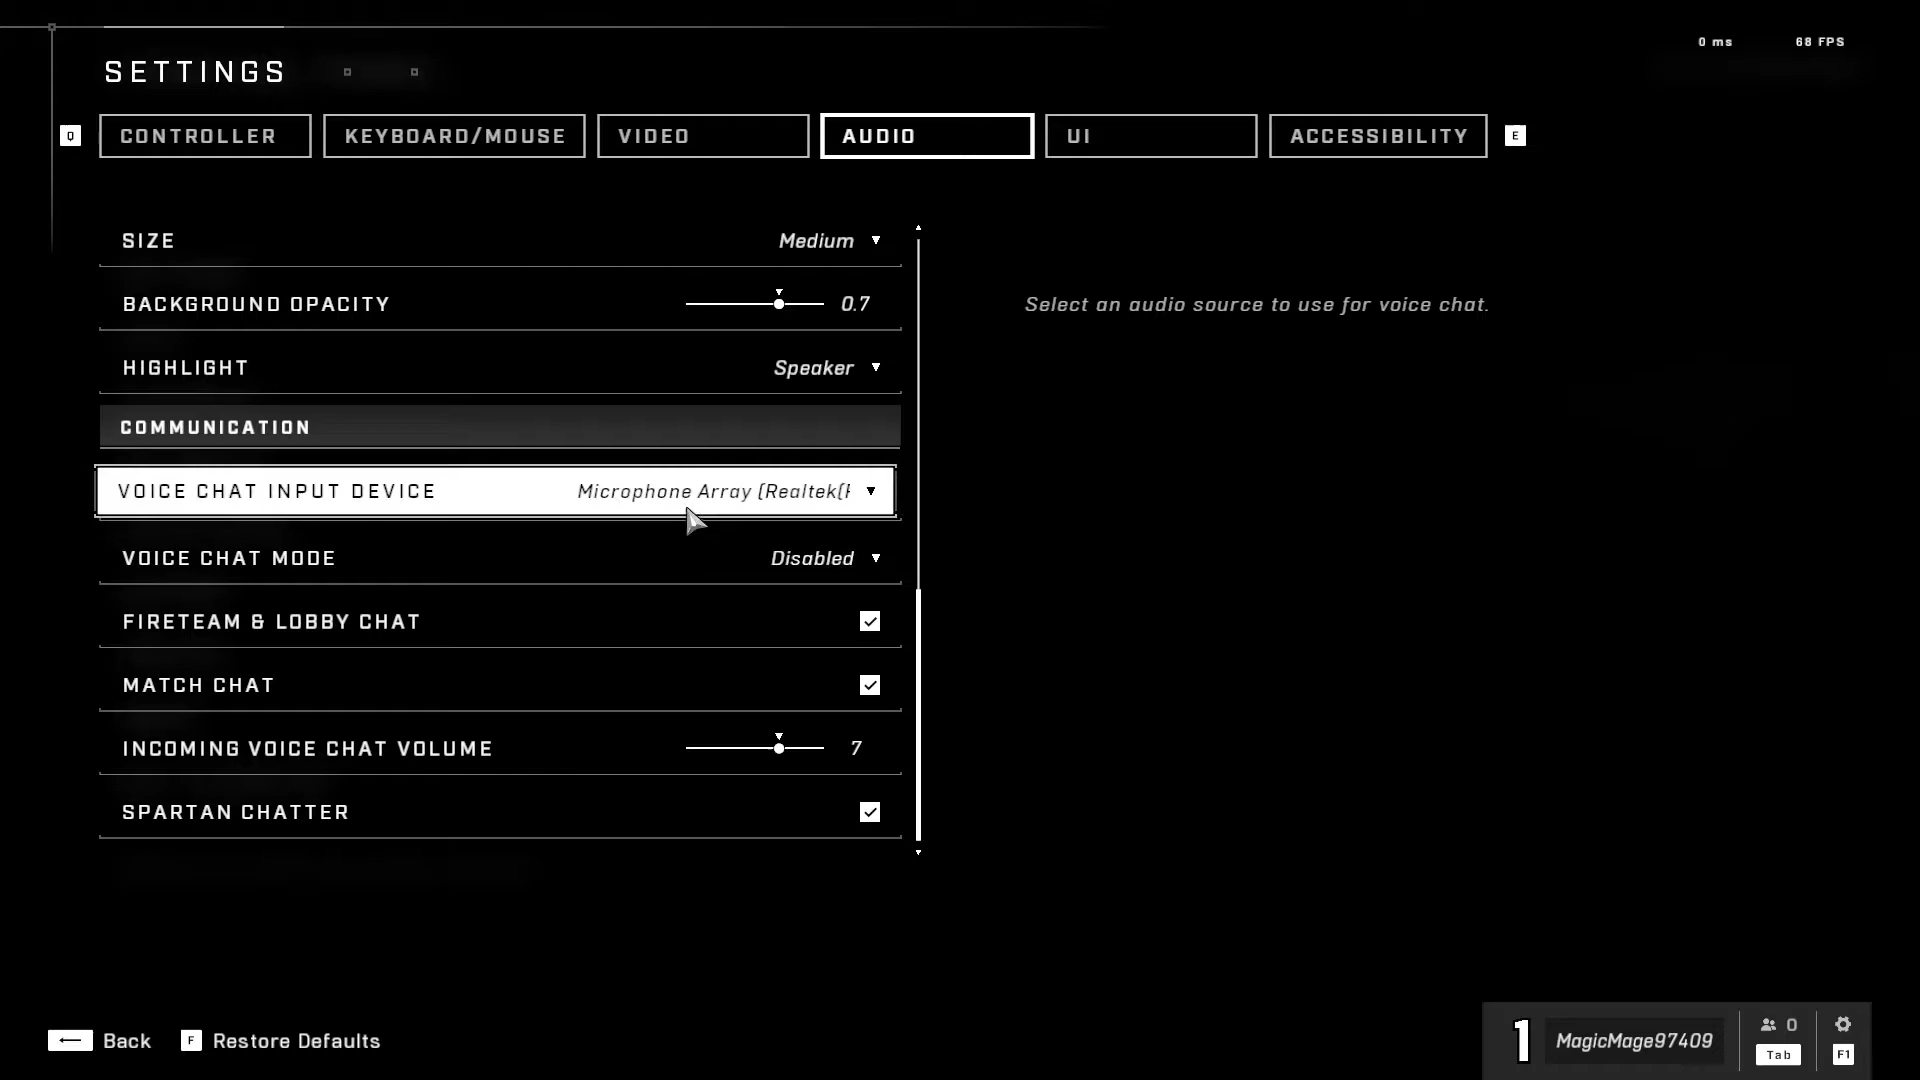 0 ms 68 FPS
SETTINGS
Q CONTROLLER KEYBOARD/MOUSE VIDEO AUDIO UI ACCESSIBILITY E
SIZE Medium
BACKGROUND OPACITY 0.7
Select an audio source to use for voice chat.
HIGHLIGHT Speaker
COMMUNICATION
VOICE CHAT INPUT DEVICE Microphone Array (Realtek(
VOICE CHAT MODE Disabled
FIRETEAM & LOBBY CHAT
MATCH CHAT
INCOMING VOICE CHAT VOLUME 7
SPARTAN CHATTER
Back F Restore Defaults
1 MagicMage97409 0 Tab F1